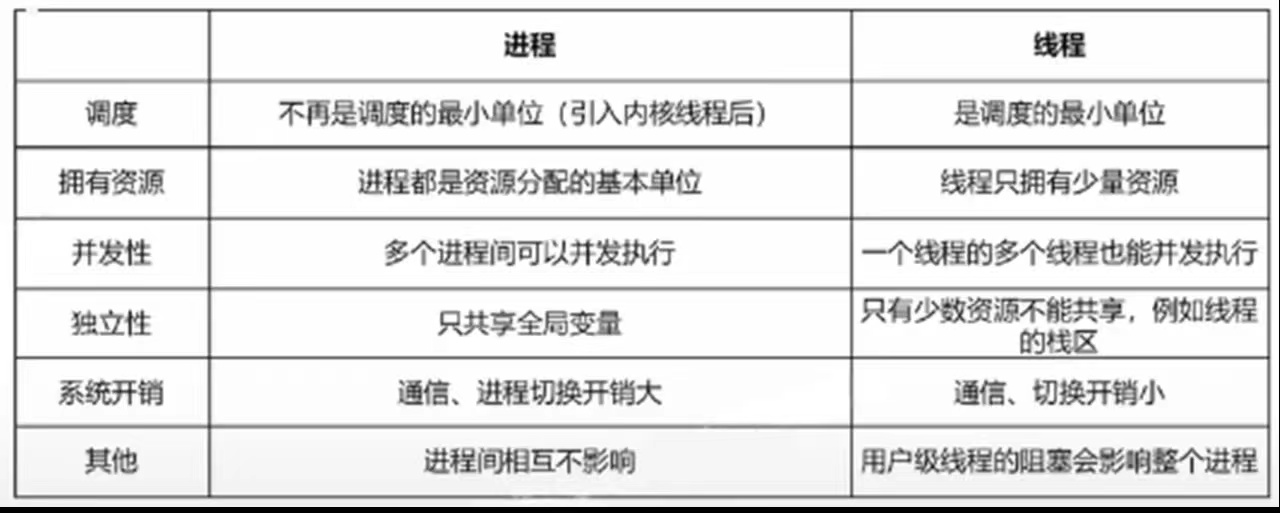 进程 线程
调度 不再是调度的最小单位（引入内核线程后） 是调度的最小单位
拥有资源 进程都是资源分配的基本单位 线程只拥有少量资源
并发性 多个进程间可以并发执行 一个线程的多个线程也能并发执行
独立性 只共享全局变量 只有少数资源不能共享，例如线程
的栈区
系统开销 通信、进程切换开销大 通信、切换开销小
其他 进程间相互不影响 用户级线程的阻塞会影响整个进程